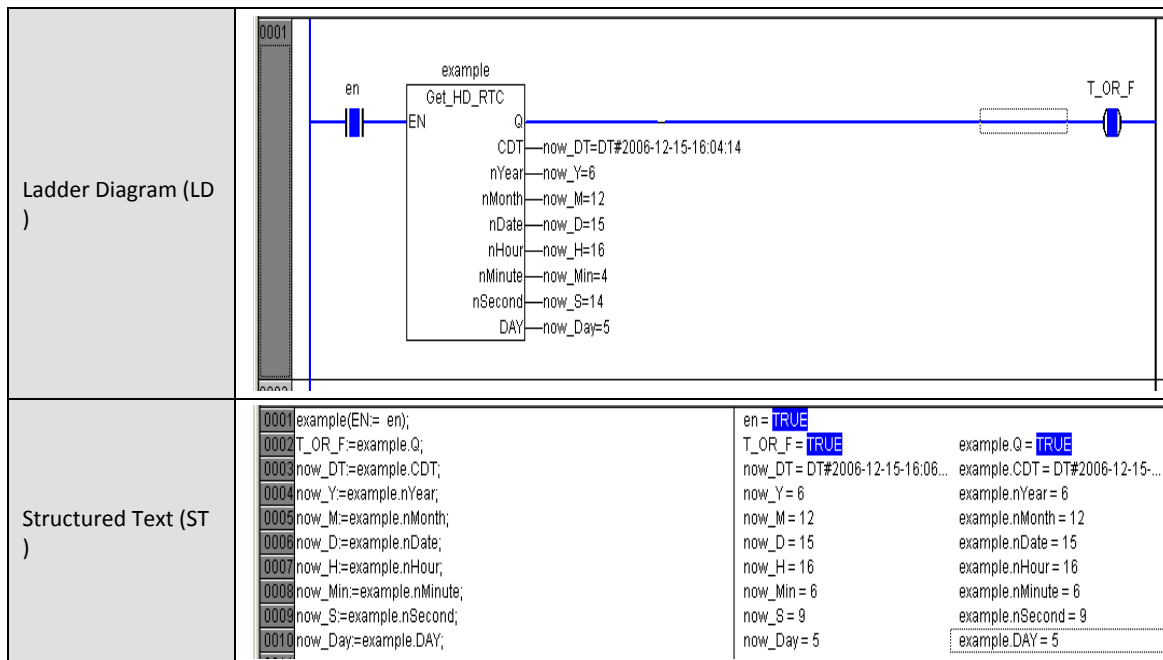 Ladder Diagram (LD
)
0001
example
en
Get_HD_RTC
T_OR_F
EN Q
CDT now_DT=DT#2006-12-15-16:04:14
nYear now_Y=6
nMonth now_M=12
nDate now_D=15
nHour now_H=16
nMinute now_Min=4
nSecond now_S=14
DAY now_Day=5
Structured Text (ST
)
0001 example(EN:= en); en = TRUE
0002 T_OR_F:=example.Q; T_OR_F = TRUE example.Q = TRUE
0003 now_DT:=example.CDT; now_DT = DT#2006-12-15-16:06... example.CDT = DT#2006-12-15-...
0004 now_Y:=example.nYear; now_Y = 6 example.nYear = 6
0005 now_M:=example.nMonth; now_M = 12 example.nMonth = 12
0006 now_D:=example.nDate; now_D = 15 example.nDate = 15
0007 now_H:=example.nHour; now_H = 16 example.nHour = 16
0008 now_Min:=example.nMinute; now_Min = 6 example.nMinute = 6
0009 now_S:=example.nSecond; now_S = 9 example.nSecond = 9
0010 now_Day:=example.DAY; now_Day = 5 example.DAY = 5